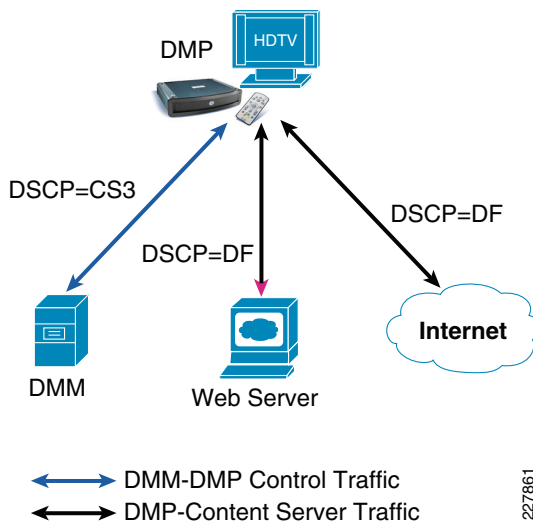 HDTV
DMP
DSCP=CS3
DSCP=DF
DSCP=DF
Internet
DMM
Web Server
DMM-DMP Control Traffic
DMP-Content Server Traffic
227861